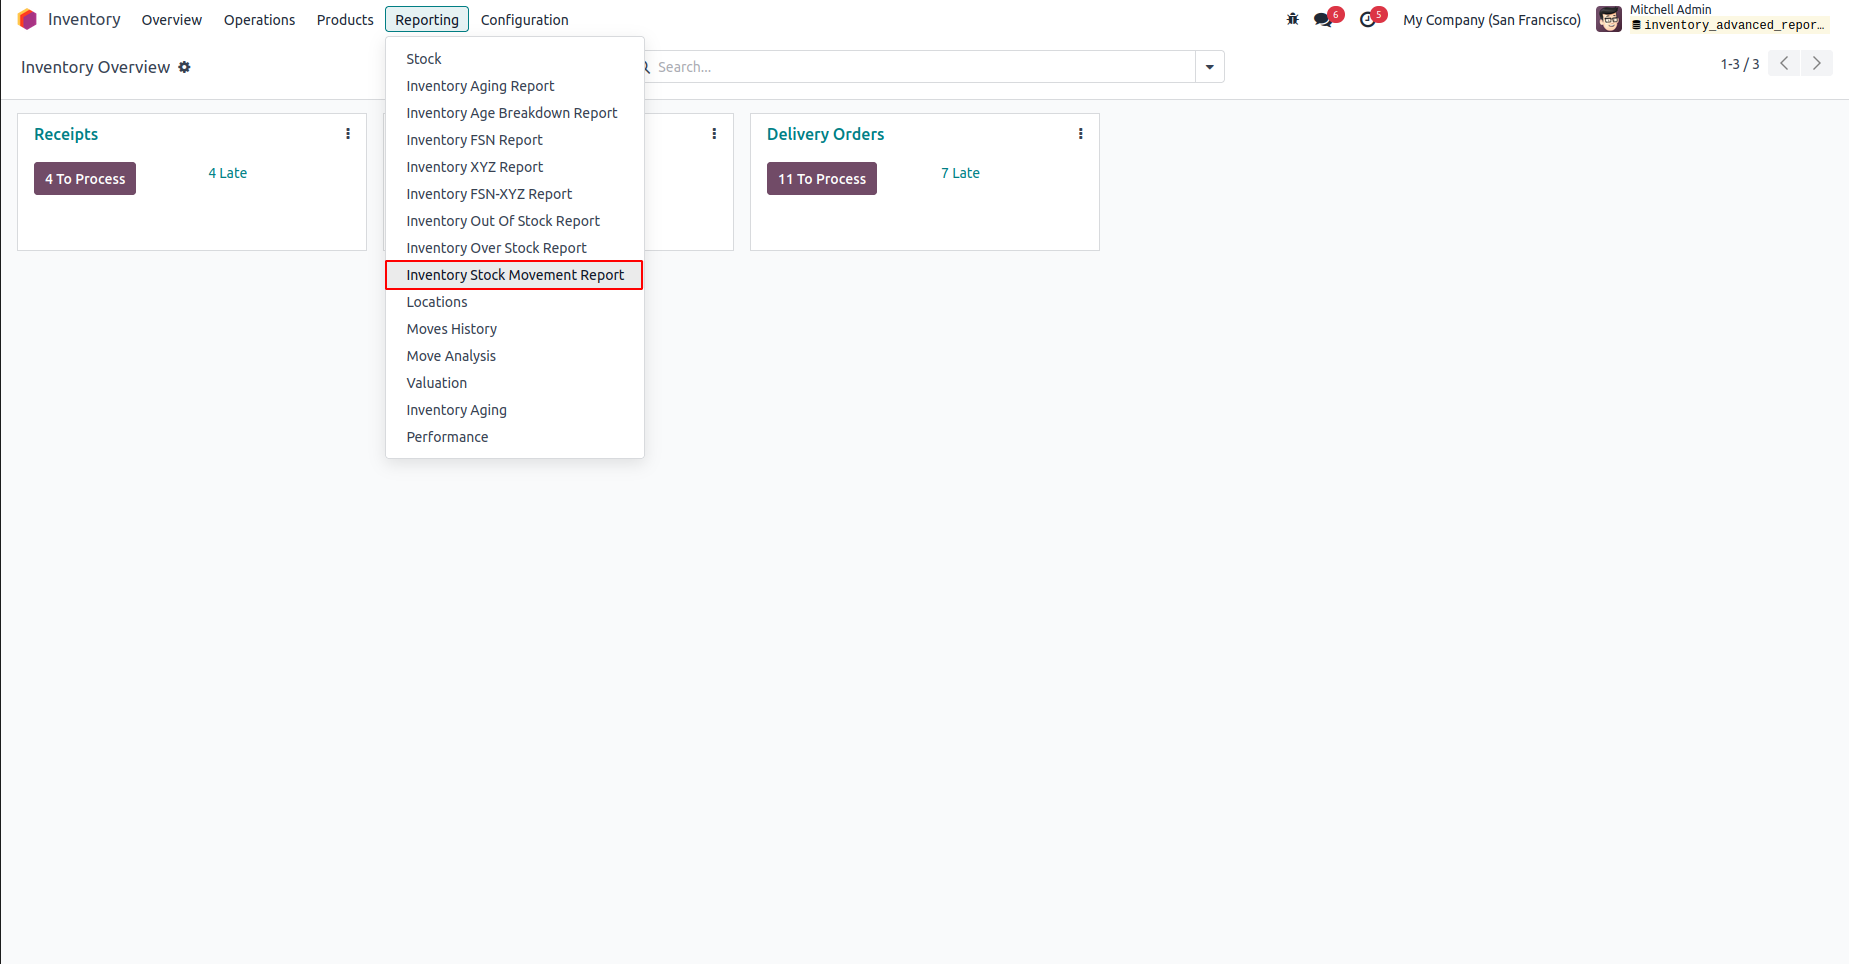 Inventory Overview Operations Products Reporting Configuration 6 5 My Company (San Francisco) Mitchell Admin
inventory_advanced_repor...
Inventory Overview Search... 1-3 / 3
Stock
Inventory Aging Report
Inventory Age Breakdown Report
Inventory FSN Report
Inventory XYZ Report
Inventory FSN-XYZ Report
Inventory Out Of Stock Report
Inventory Over Stock Report
Inventory Stock Movement Report
Locations
Moves History
Move Analysis
Valuation
Inventory Aging
Performance
Receipts
4 To Process 4 Late
Delivery Orders
11 To Process 7 Late